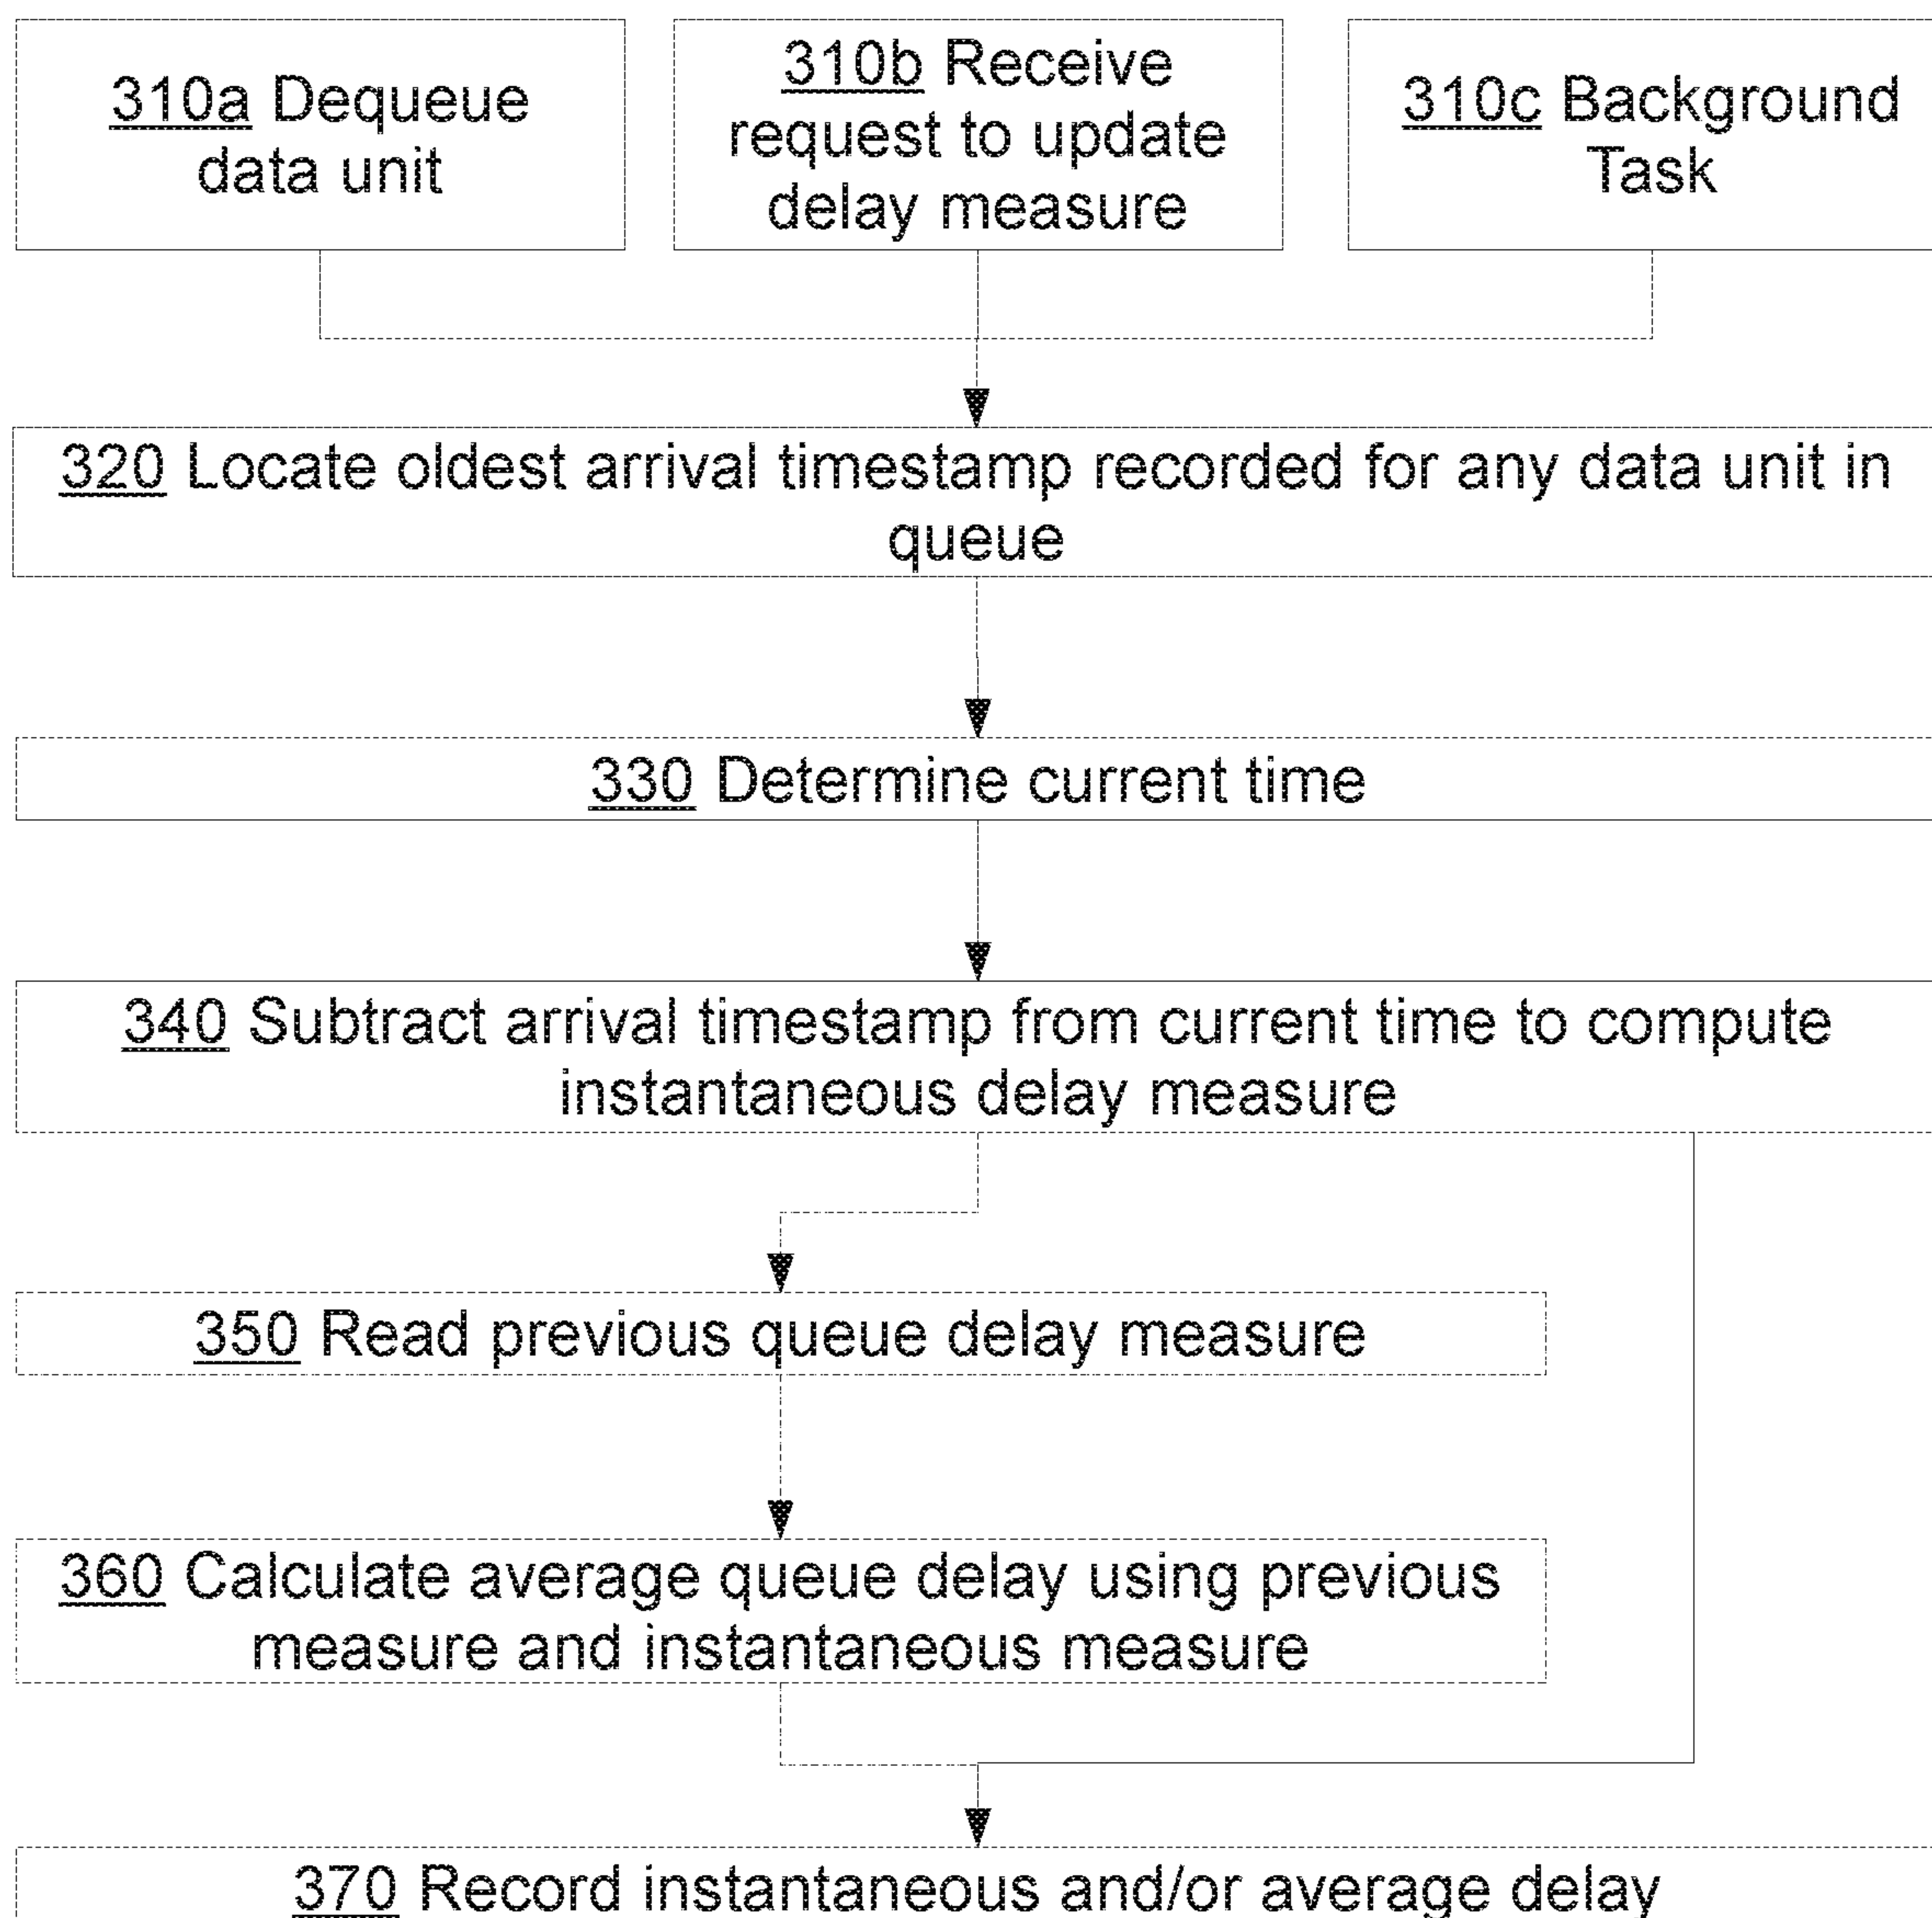 310a Dequeue
data unit
310b Receive
request to update
delay measure
310c Background
Task
320 Locate oldest arrival timestamp recorded for any data unit in
queue
330 Determine current time
340 Subtract arrival timestamp from current time to compute
instantaneous delay measure
350 Read previous queue delay measure
360 Calculate average queue delay using previous
measure and instantaneous measure
370 Record instantaneous and/or average delay